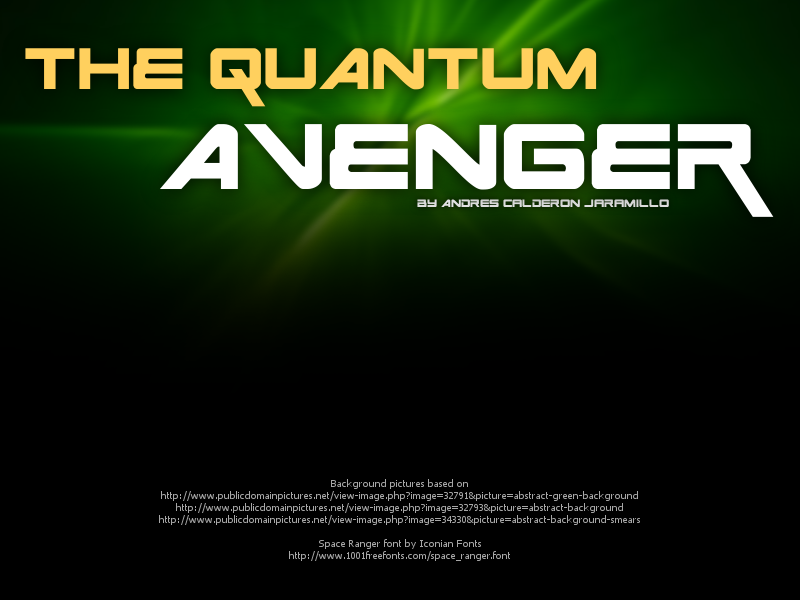 THE QUANTUM
AVENGER
BY ANDRES CALDERON JARAMILLO
Background pictures based on
http://www.publicdomainpictures.net/view-image.php?image=32791&picture=abstract-green-background
http://www.publicdomainpictures.net/view-image.php?image=32793&picture=abstract-background
http://www.publicdomainpictures.net/view-image.php?image=34330&picture=abstract-background-smears
Space Ranger font by Iconian Fonts
http://www.1001freefonts.com/space_ranger.font